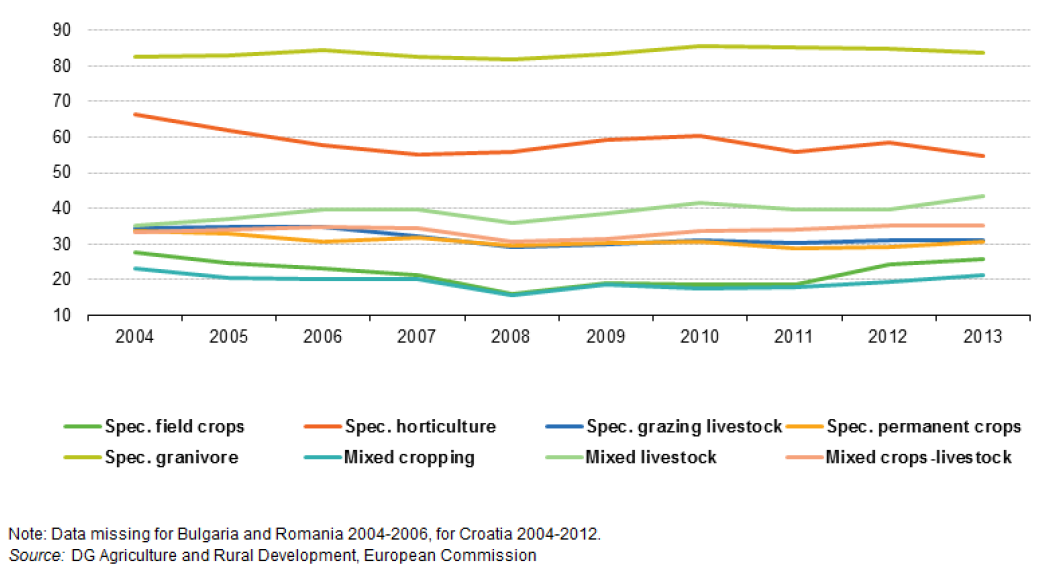 90
80
70
60
50
40
30
20
10
2004 2005 2006 2007 2008 2009 2010 2011 2012 2013
Spec. field crops Spec. horticulture Spec. grazing livestock Spec. permanent crops
Spec. granivore Mixed cropping Mixed livestock Mixed crops-livestock
Note: Data missing for Bulgaria and Romania 2004-2006, for Croatia 2004-2012.
Source: DG Agriculture and Rural Development, European Commission